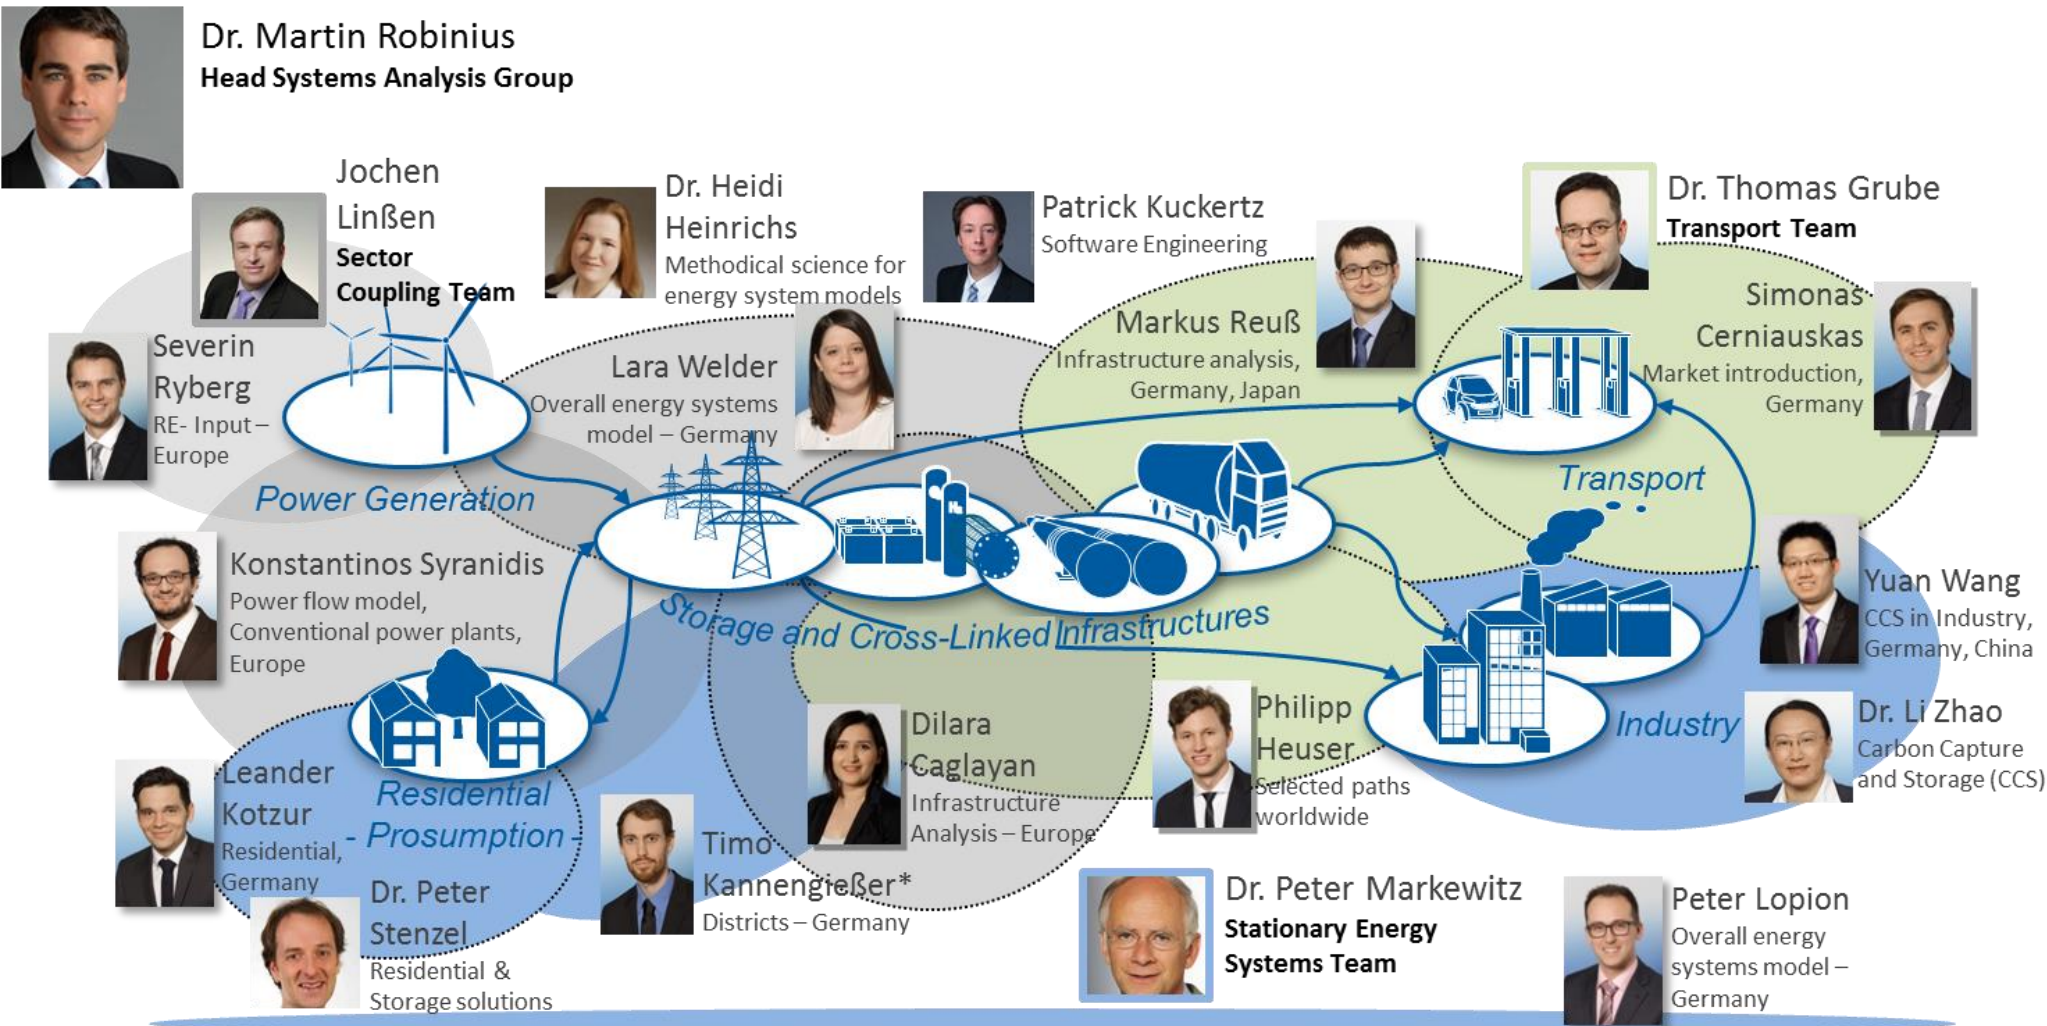 Dr. Martin Robinius
Head Systems Analysis Group
Jochen
Linßen
Sector
Coupling Team
Dr. Heidi
Heinrichs
Methodical science for
energy system models
Patrick Kuckertz
Software Engineering
Dr. Thomas Grube
Transport Team
Severin
Ryberg
RE- Input –
Europe
Lara Welder
Overall energy systems
model – Germany
Markus Reuß
Infrastructure analysis,
Germany, Japan
Simonas
Cerniauskas
Market introduction,
Germany
Power Generation
Transport
Konstantinos Syranidis
Power flow model,
Conventional power plants,
Europe
Storage and Cross-Linked Infrastructures
Yuan Wang
CCS in Industry,
Germany, China
Leander
Kotzur
Residential,
Germany
Residential
- Prosumption -
Dilara
Caglayan
Infrastructure
Analysis – Europe
Philipp
Heuser
Selected paths
worldwide
Industry
Dr. Li Zhao
Carbon Capture
and Storage (CCS)
Dr. Peter
Stenzel
Residential &
Storage solutions
Timo
Kannengießer*
Districts – Germany
Dr. Peter Markewitz
Stationary Energy
Systems Team
Peter Lopion
Overall energy
systems model –
Germany